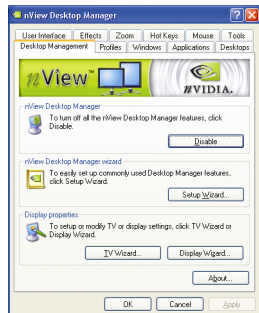 nView Desktop Manager
User Interface Effects Zoom Hot Keys Mouse Tools
Desktop Management Profiles Windows Applications Desktops
nView™
NVIDIA.
nView Desktop Manager
To turn off all the nView Desktop Manager features, click
Disable.
Disable
nView Desktop Manager wizard
To easily set up commonly used Desktop Manager features,
click Setup Wizard.
Setup Wizard...
Display properties
To setup or modify TV or display settings, click TV Wizard or
Display Wizard.
TV Wizard... Display Wizard...
About...
OK Cancel Apply